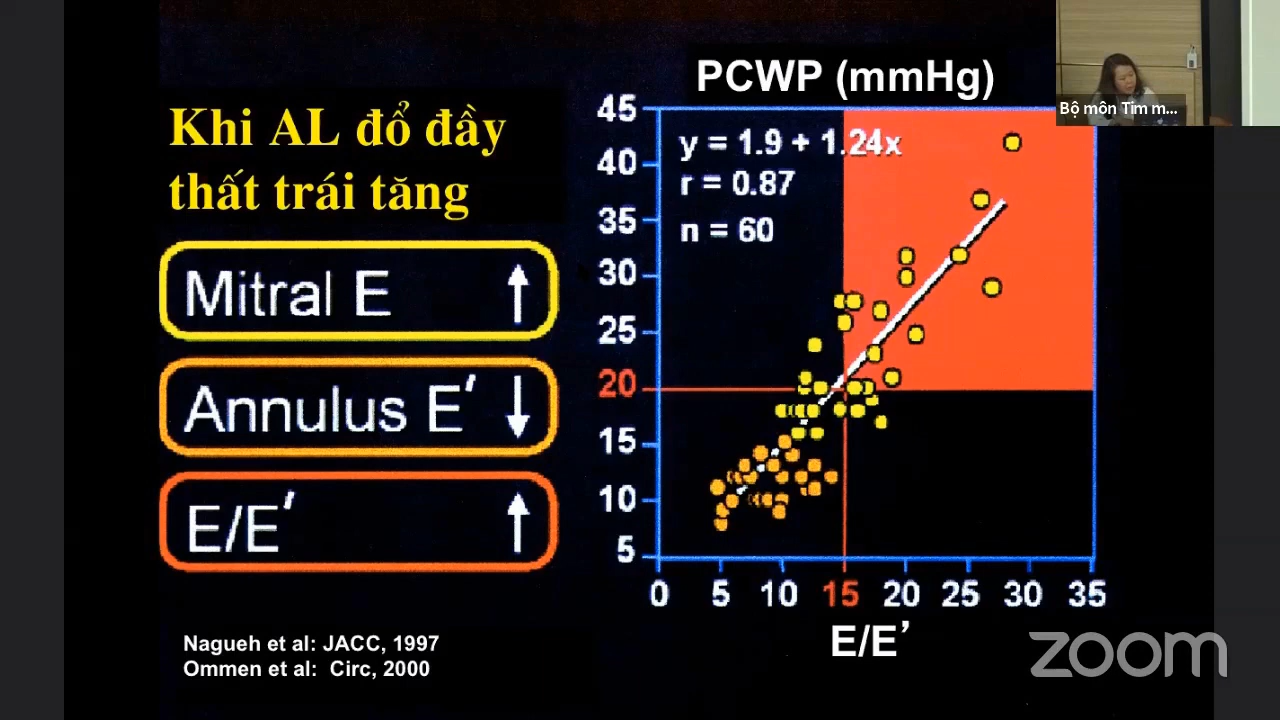 Khi AL đổ đầy
thất trái tăng
Mitral E ↑
Annulus E′ ↓
E/E′ ↑
Nagueh et al: JACC, 1997
Ommen et al: Circ, 2000
PCWP (mmHg)
y = 1.9 + 1.24x
r = 0.87
n = 60
45
40
35
30
25
20
15
10
5
0 5 10 15 20 25 30 35
E/E’
Bộ môn Tim m...
zoom